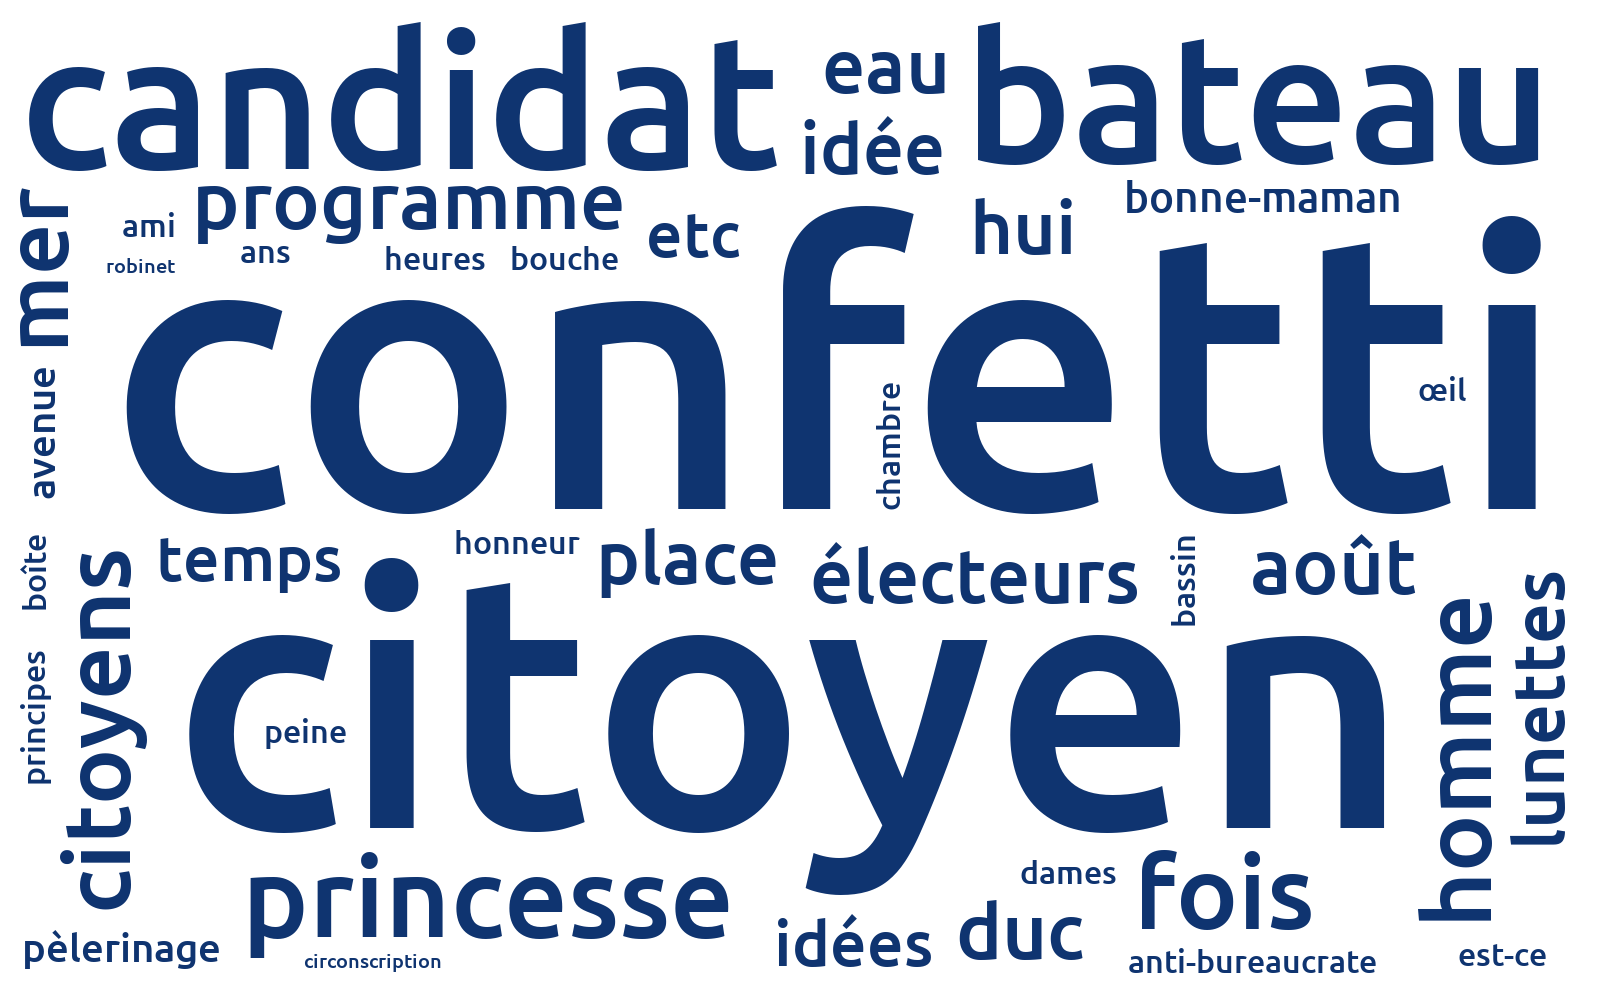 candidat
eau
bateau
idée
mer
programme
bonne-maman
ami
etc
hui
ans
heures
bouche
robinet
confetti
avenue
chambre
œil
boîte
temps
honneur
place
électeurs
bassin
août
citoyens
citoyen
homme
lunettes
principes
peine
princesse
dames
fois
pèlerinage
circonscription
idées
duc
anti-bureaucrate
est-ce